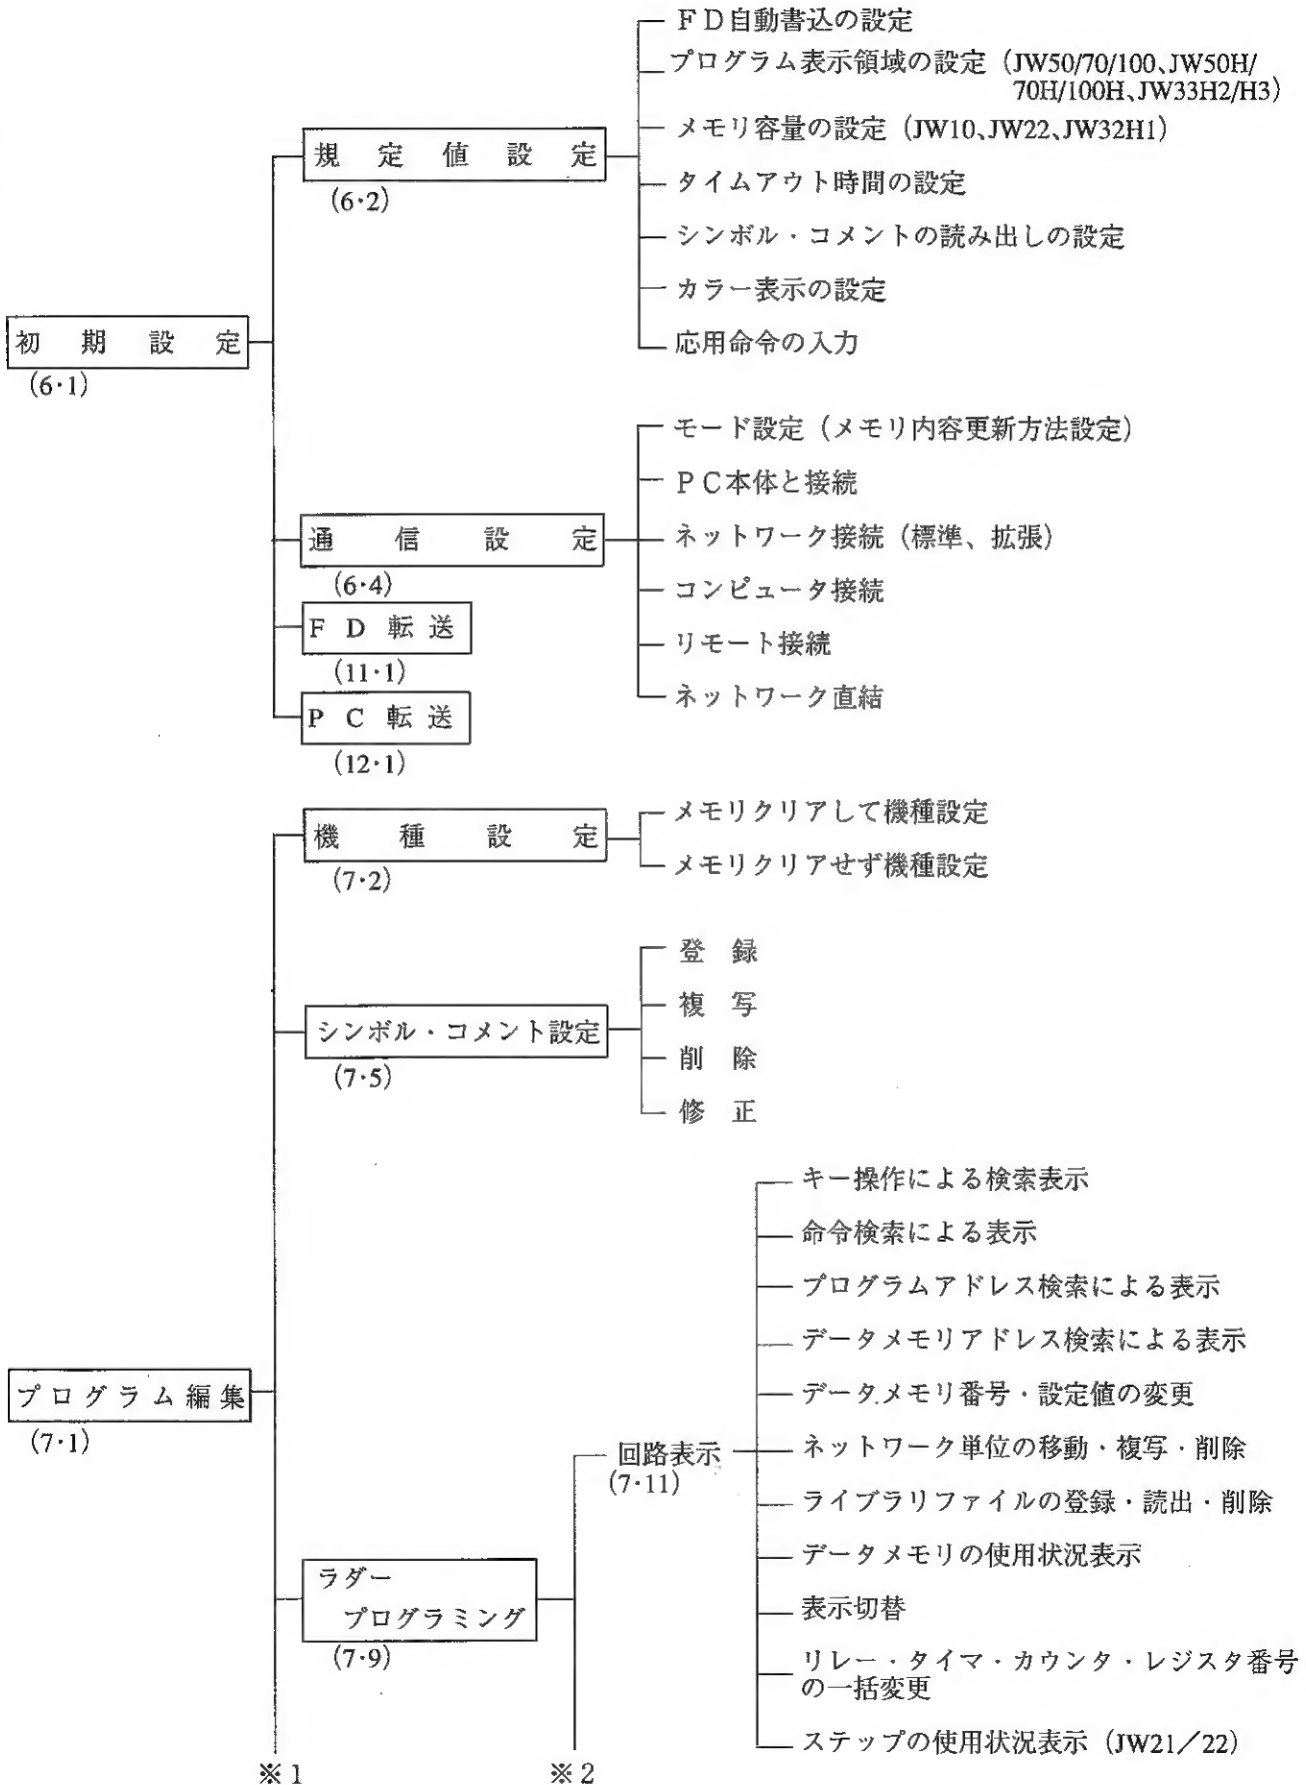 FD自動書込の設定
プログラム表示領域の設定（JW50/70/100、JW50H/
70H/100H、JW33H2/H3）
メモリ容量の設定（JW10、JW22、JW32H1）
規定値設定
(6·2)
タイムアウト時間の設定
シンボル・コメントの読み出しの設定
カラー表示の設定
応用命令の入力
初期設定
(6·1)
モード設定（メモリ内容更新方法設定）
PC本体と接続
通信設定
(6·4)
ネットワーク接続（標準、拡張）
コンピュータ接続
リモート接続
ネットワーク直結
FD転送
(11·1)
PC転送
(12·1)
機種設定
(7·2)
メモリクリアして機種設定
メモリクリアせず機種設定
シンボル・コメント設定
(7·5)
登録
複写
削除
修正
プログラム編集
(7·1)
ラダー
プログラミング
(7·9)
回路表示
(7·11)
キー操作による検索表示
命令検索による表示
プログラムアドレス検索による表示
データメモリアドレス検索による表示
データメモリ番号・設定値の変更
ネットワーク単位の移動・複写・削除
ライブラリファイルの登録・読出・削除
データメモリの使用状況表示
表示切替
リレー・タイマ・カウンタ・レジスタ番号
の一括変更
ステップの使用状況表示（JW21／22）
※1
※2